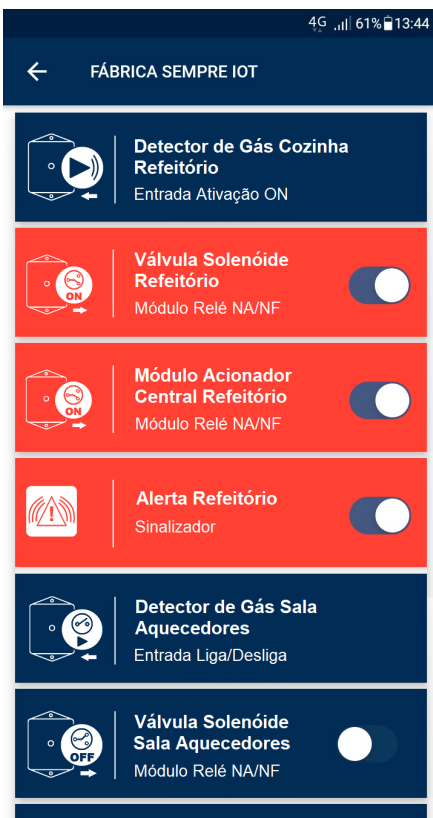 4G 61% 13:44
FÁBRICA SEMPRE IOT
Detector de Gás Cozinha
Refeitório
Entrada Ativação ON
Válvula Solenóide
Refeitório
Módulo Relé NA/NF
ON
Módulo Acionador
Central Refeitório
Módulo Relé NA/NF
ON
Alerta Refeitório
Sinalizador
Detector de Gás Sala
Aquecedores
Entrada Liga/Desliga
Válvula Solenóide
Sala Aquecedores
Módulo Relé NA/NF
OFF